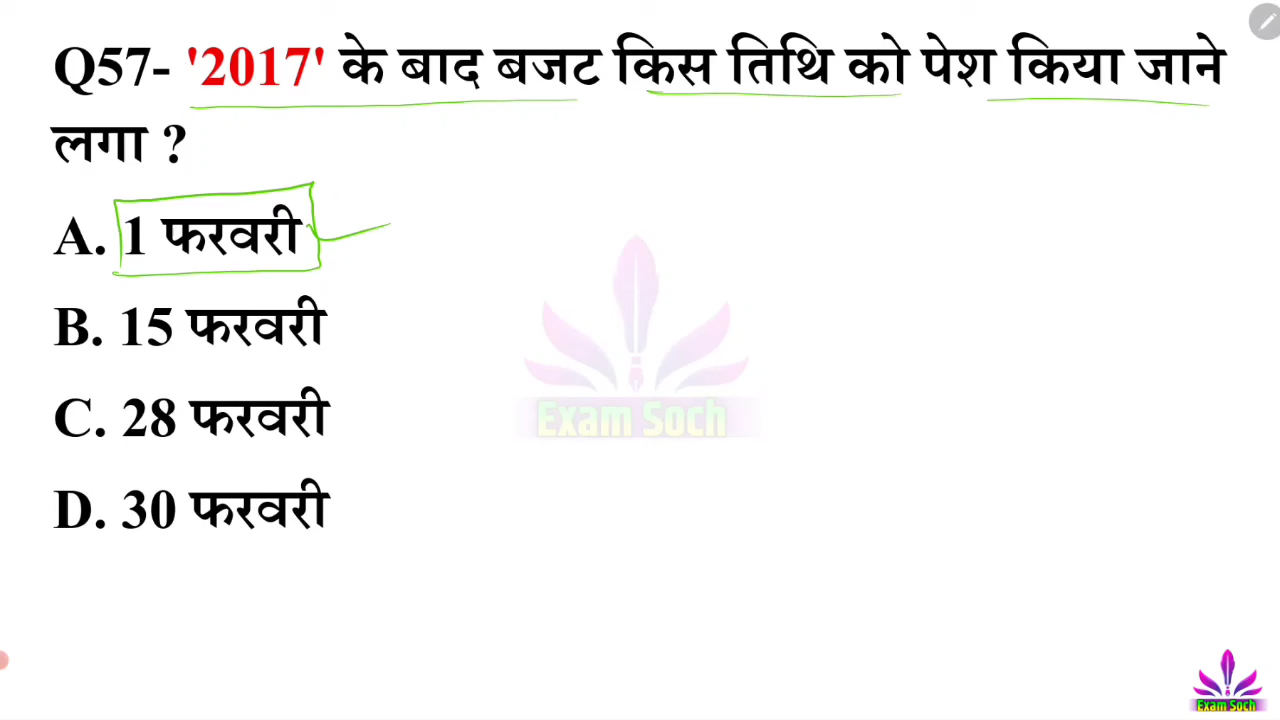 Q57- '2017' के बाद बजट किस तिथि को पेश किया जाने
लगा ?
A. 1 फरवरी
B. 15 फरवरी
C. 28 फरवरी
D. 30 फरवरी
Exam Soch
Exam Soch